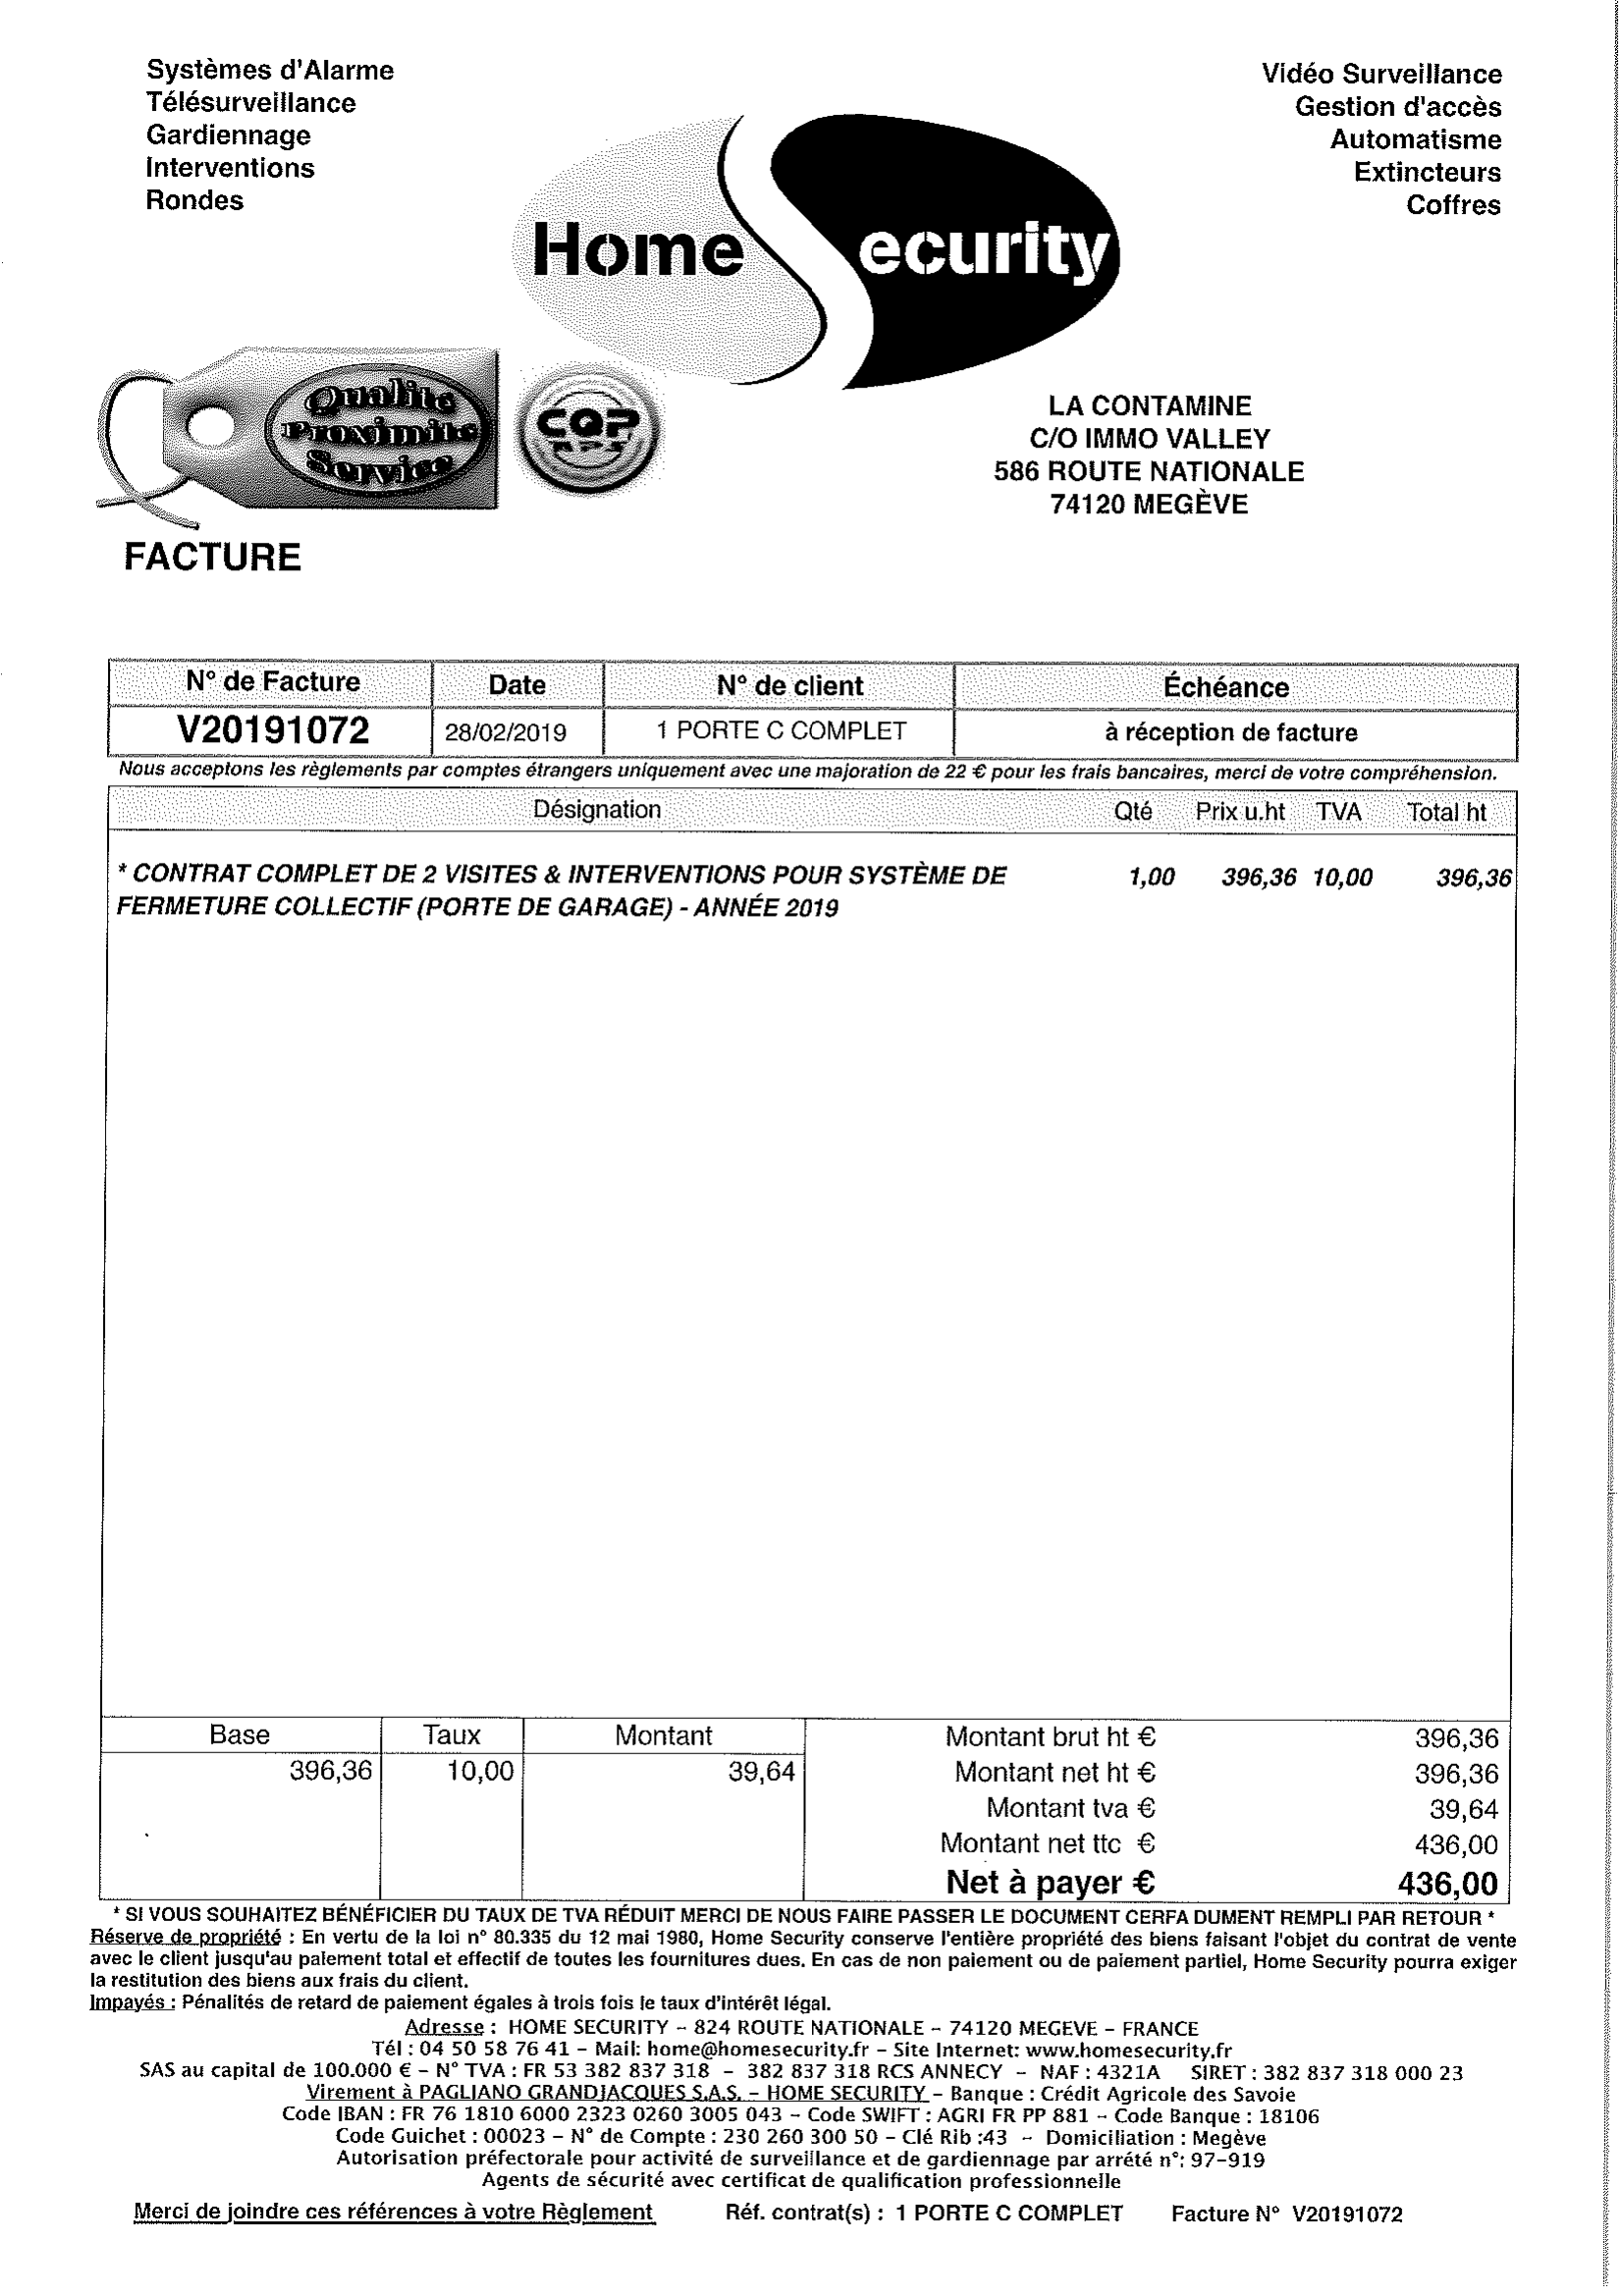 Systèmes d'Alarme
Télésurveillance
Gardiennage
Interventions
Rondes
Vidéo Surveillance
Gestion d'accès
Automatisme
Extincteurs
Coffres
Home Security
Qualité
Proximité
Service
CQP
APS
LA CONTAMINE
C/O IMMO VALLEY
586 ROUTE NATIONALE
74120 MEGÈVE
FACTURE
N° de Facture Date N° de client Échéance
V20191072 28/02/2019 1 PORTE C COMPLET à réception de facture
Nous acceptons les règlements par comptes étrangers uniquement avec une majoration de 22 € pour les frais bancaires, merci de votre compréhension.
Désignation Qté Prix u.ht TVA Total ht
* CONTRAT COMPLET DE 2 VISITES & INTERVENTIONS POUR SYSTÈME DE 1,00 396,36 10,00 396,36
FERMETURE COLLECTIF (PORTE DE GARAGE) - ANNÉE 2019
Base Taux Montant Montant brut ht € 396,36
396,36 10,00 39,64 Montant net ht € 396,36
Montant tva € 39,64
Montant net ttc € 436,00
Net à payer € 436,00
* SI VOUS SOUHAITEZ BÉNÉFICIER DU TAUX DE TVA RÉDUIT MERCI DE NOUS FAIRE PASSER LE DOCUMENT CERFA DUMENT REMPLI PAR RETOUR *
Réserve de propriété : En vertu de la loi n° 80.335 du 12 mai 1980, Home Security conserve l'entière propriété des biens faisant l'objet du contrat de vente
avec le client jusqu'au paiement total et effectif de toutes les fournitures dues. En cas de non paiement ou de paiement partiel, Home Security pourra exiger
la restitution des biens aux frais du client.
Impayés : Pénalités de retard de paiement égales à trois fois le taux d'intérêt légal.
Adresse : HOME SECURITY - 824 ROUTE NATIONALE - 74120 MEGEVE - FRANCE
Tél : 04 50 58 76 41 - Mail: home@homesecurity.fr - Site Internet: www.homesecurity.fr
SAS au capital de 100.000 € - N° TVA : FR 53 382 837 318 - 382 837 318 RCS ANNECY - NAF : 4321A SIRET : 382 837 318 000 23
Virement à PAGLIANO GRANDJACQUES S.A.S. - HOME SECURITY - Banque : Crédit Agricole des Savoie
Code IBAN : FR 76 1810 6000 2323 0260 3005 043 - Code SWIFT : AGRI FR PP 881 - Code Banque : 18106
Code Guichet : 00023 - N° de Compte : 230 260 300 50 - Clé Rib :43 - Domiciliation : Megève
Autorisation préfectorale pour activité de surveillance et de gardiennage par arrété n°: 97-919
Agents de sécurité avec certificat de qualification professionnelle
Merci de joindre ces références à votre Règlement Réf. contrat(s) : 1 PORTE C COMPLET Facture N° V20191072